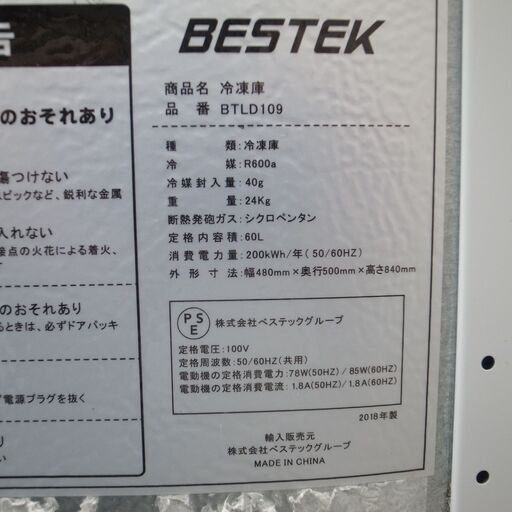 告
のおそれあり
傷つけない
スピックなど、鋭利な金属
入れない
接点の火花による着火、
のおそれあり
るときは、必ずドアパッキ
電源プラグを抜く
BESTEK
商品名 冷凍庫
品番 BTLD109
種類:冷凍庫
冷媒:R600a
冷媒封入量:40g
重量:24Kg
断熱発砲ガス:シクロペンタン
定格内容積:60L
消費電力量:200kWh/年(50/60HZ)
外形寸法:幅480mm×奥行500mm×高さ840mm
PSE 株式会社ベステックグループ
定格電圧:100V
定格周波数:50/60HZ(共用)
電動機の定格消費電力:78W(50HZ)/85W(60HZ)
電動機の定格消費電流:1.8A(50HZ)/1.8A(60HZ)
2018年製
輸入販売元
株式会社ベステックグループ
MADE IN CHINA